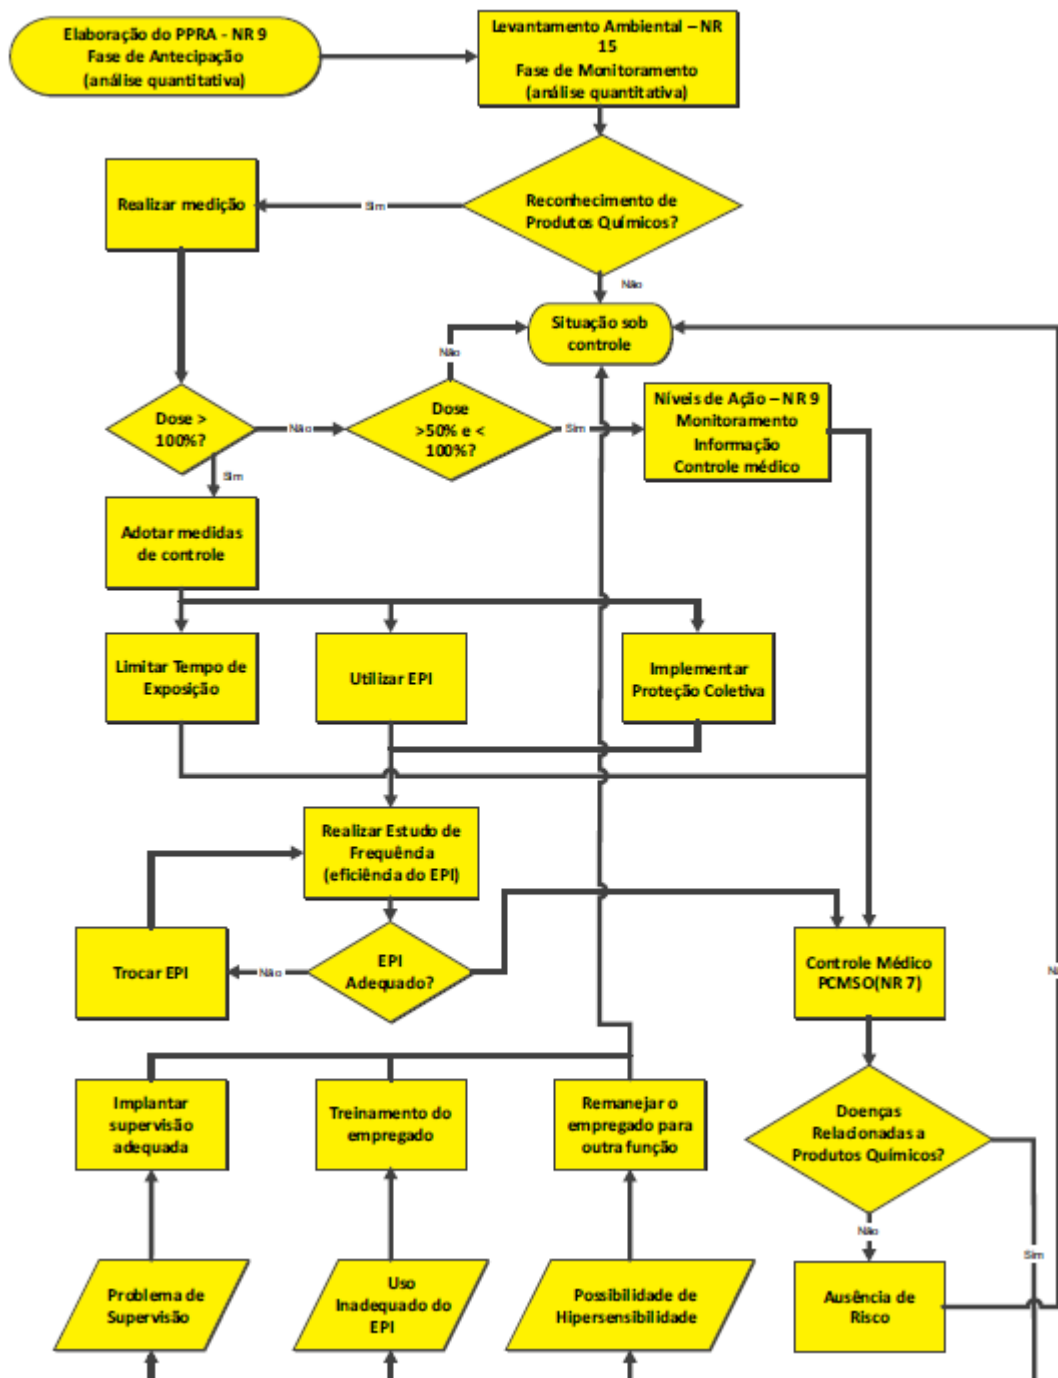 Elaboração do PPRA - NR 9
Fase de Antecipação
(análise quantitativa)
Levantamento Ambiental – NR
15
Fase de Monitoramento
(análise quantitativa)
Realizar medição
Sim
Reconhecimento de
Produtos Químicos?
Não
Situação sob
controle
Não
Dose >
100%?
Não
Dose
>50% e <
100%?
Sim
Níveis de Ação – NR 9
Monitoramento
Informação
Controle médico
Sim
Adotar medidas
de controle
Limitar Tempo de
Exposição
Utilizar EPI
Implementar
Proteção Coletiva
Realizar Estudo de
Frequência
(eficiência do EPI)
Trocar EPI
Não
EPI
Adequado?
Controle Médico
PCMSO(NR 7)
Implantar
supervisão
adequada
Treinamento do
empregado
Remanejar o
empregado para
outra função
Doenças
Relacionadas a
Produtos Químicos?
Não
Sim
Problema de
Supervisão
Uso
Inadequado do
EPI
Possibilidade de
Hipersensibilidade
Ausência de
Risco